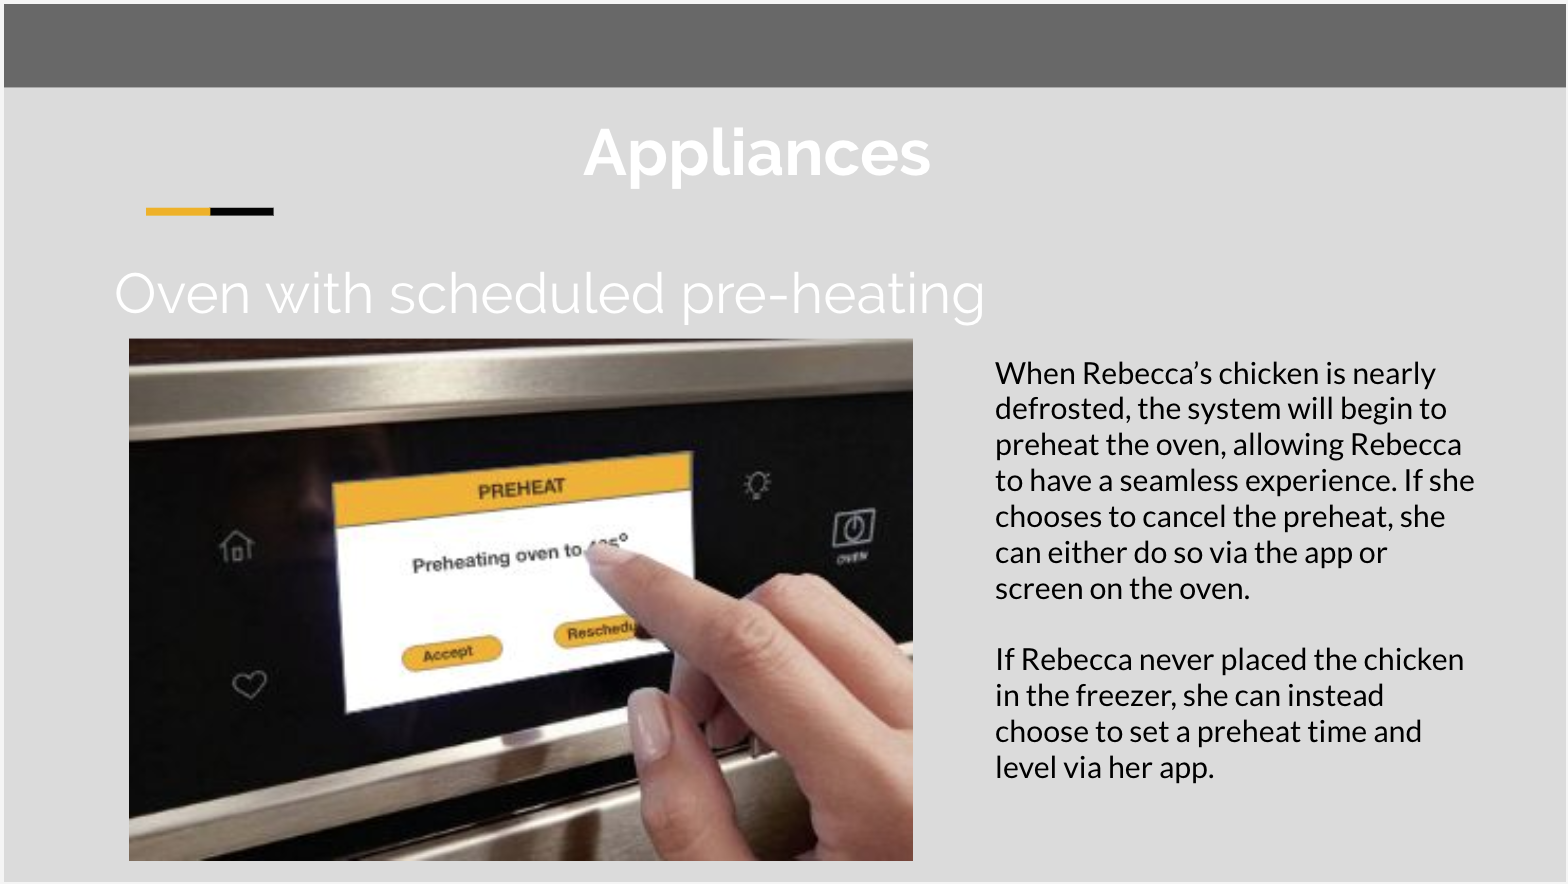 Appliances
Oven with scheduled pre-heating
PREHEAT
Preheating oven to
Accept
OVEN
When Rebecca’s chicken is nearly
defrosted, the system will begin to
preheat the oven, allowing Rebecca
to have a seamless experience. If she
chooses to cancel the preheat, she
can either do so via the app or
screen on the oven.
If Rebecca never placed the chicken
in the freezer, she can instead
choose to set a preheat time and
level via her app.